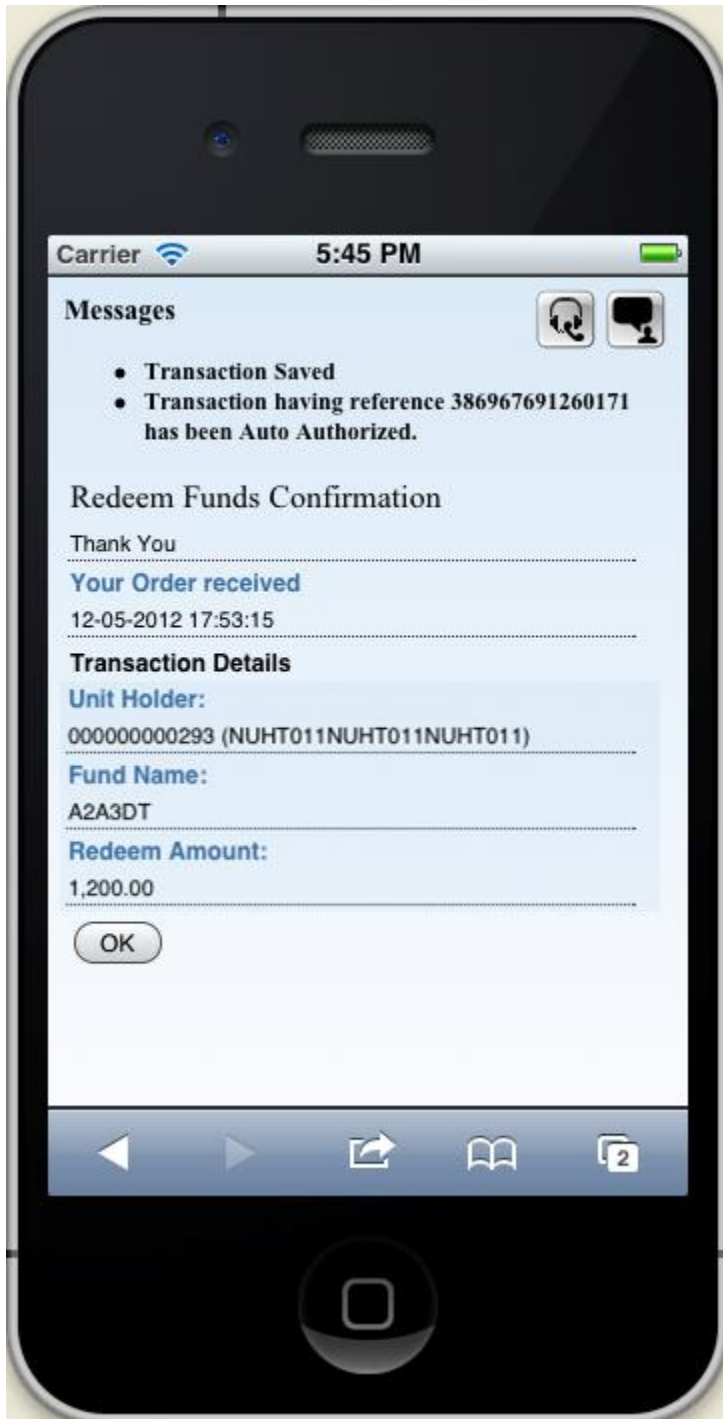 Carrier 5:45 PM
Messages
Transaction Saved
Transaction having reference 386967691260171
has been Auto Authorized.
Redeem Funds Confirmation
Thank You
Your Order received
12-05-2012 17:53:15
Transaction Details
Unit Holder:
000000000293 (NUHT011NUHT011NUHT011)
Fund Name:
A2A3DT
Redeem Amount:
1,200.00
OK
2